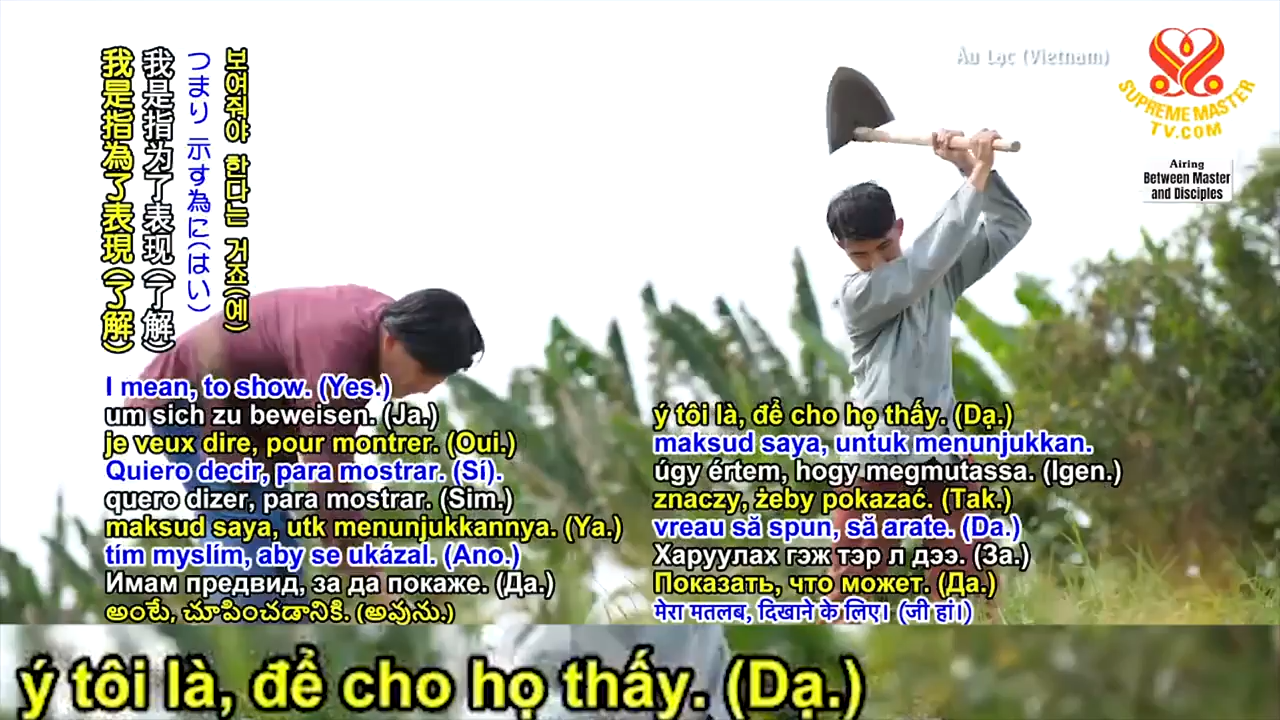 Âu Lạc (Vietnam)
SUPREME MASTER
TV.COM
Airing
Between Master
and Disciples
보여줘야 한다는 거죠(예)
つまり 示す為に(はい)
我是指为了表现(了解)
我是指為了表現(了解)
I mean, to show. (Yes.)
um sich zu beweisen. (Ja.)
je veux dire, pour montrer. (Oui.)
Quiero decir, para mostrar. (Sí).
quero dizer, para mostrar. (Sim.)
maksud saya, utk menunjukkannya. (Ya.)
tím myslím, aby se ukázal. (Ano.)
Имам предвид, за да покаже. (Да.)
అంటే, చూపించడానికి. (అవును.)
ý tôi là, để cho họ thấy. (Dạ.)
maksud saya, untuk menunjukkan.
úgy értem, hogy megmutassa. (Igen.)
znaczy, żeby pokazać. (Tak.)
vreau să spun, să arate. (Da.)
Харуулах гэж тэр л дээ. (За.)
Показать, что может. (Да.)
मेरा मतलब, दिखाने के लिए। (जी हां।)
ý tôi là, để cho họ thấy. (Dạ.)